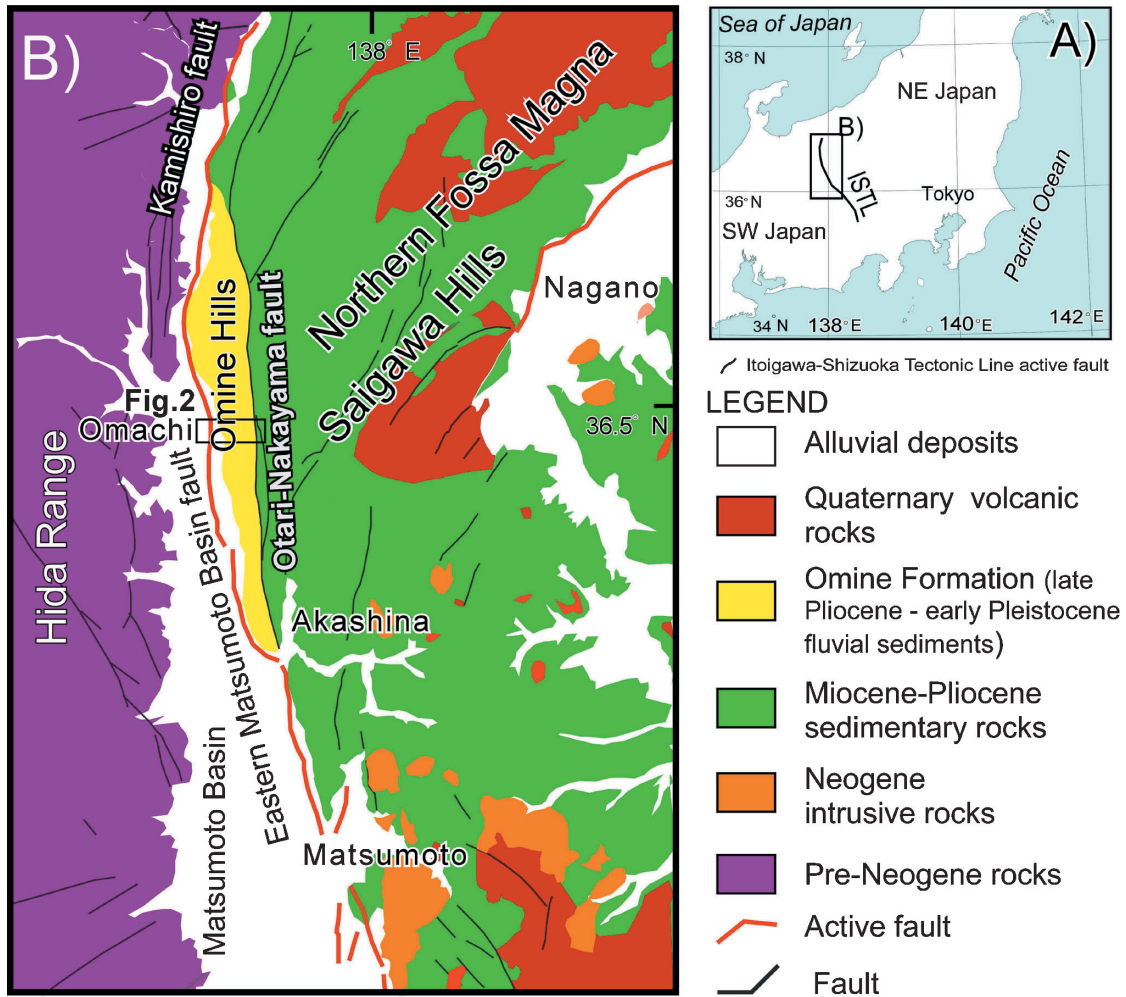 B)
Kamishiro fault
138° E
Northern Fossa Magna
Saigawa Hills
Nagano
Omine Hills
Otari-Nakayama fault
Fig.2
Omachi
36.5° N
Hida Range
Eastern Matsumoto Basin fault
Akashina
Matsumoto Basin
Matsumoto
Sea of Japan
A)
38° N
NE Japan
B)
ISTL
36° N
Tokyo
SW Japan
Pacific Ocean
34 N
138°E
140°E
142°E
Itoigawa-Shizuoka Tectonic Line active fault
LEGEND
Alluvial deposits
Quaternary volcanic
rocks
Omine Formation (late
Pliocene - early Pleistocene
fluvial sediments)
Miocene-Pliocene
sedimentary rocks
Neogene
intrusive rocks
Pre-Neogene rocks
Active fault
Fault